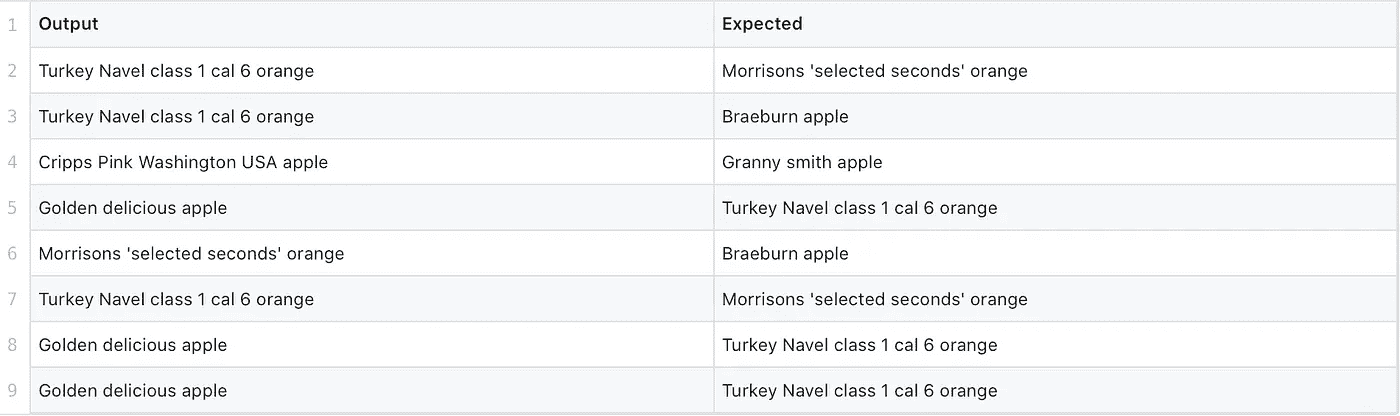 1 Output Expected
2 Turkey Navel class 1 cal 6 orange Morrisons 'selected seconds' orange
3 Turkey Navel class 1 cal 6 orange Braeburn apple
4 Cripps Pink Washington USA apple Granny smith apple
5 Golden delicious apple Turkey Navel class 1 cal 6 orange
6 Morrisons 'selected seconds' orange Braeburn apple
7 Turkey Navel class 1 cal 6 orange Morrisons 'selected seconds' orange
8 Golden delicious apple Turkey Navel class 1 cal 6 orange
9 Golden delicious apple Turkey Navel class 1 cal 6 orange